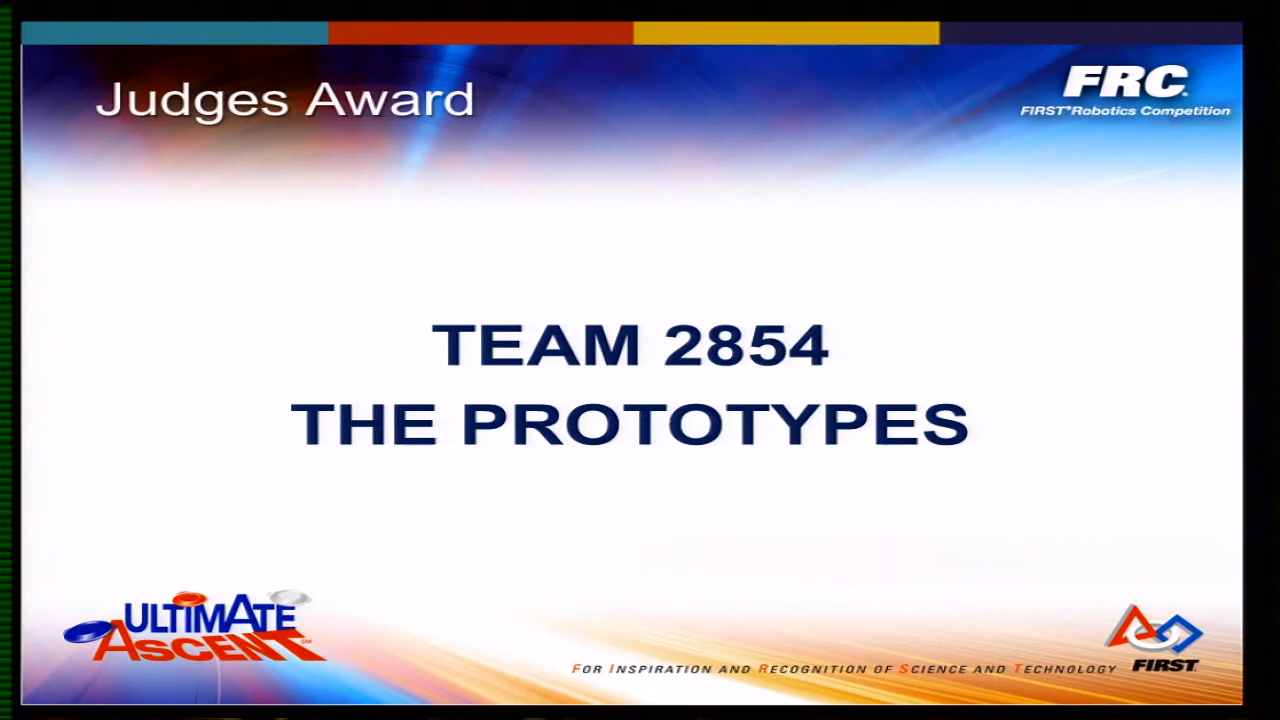 Judges Award
FRC
FIRST®Robotics Competition
TEAM 2854
THE PROTOTYPES
ULTIMATE
ASCENT℠
FOR INSPIRATION AND RECOGNITION OF SCIENCE AND TECHNOLOGY
FIRST